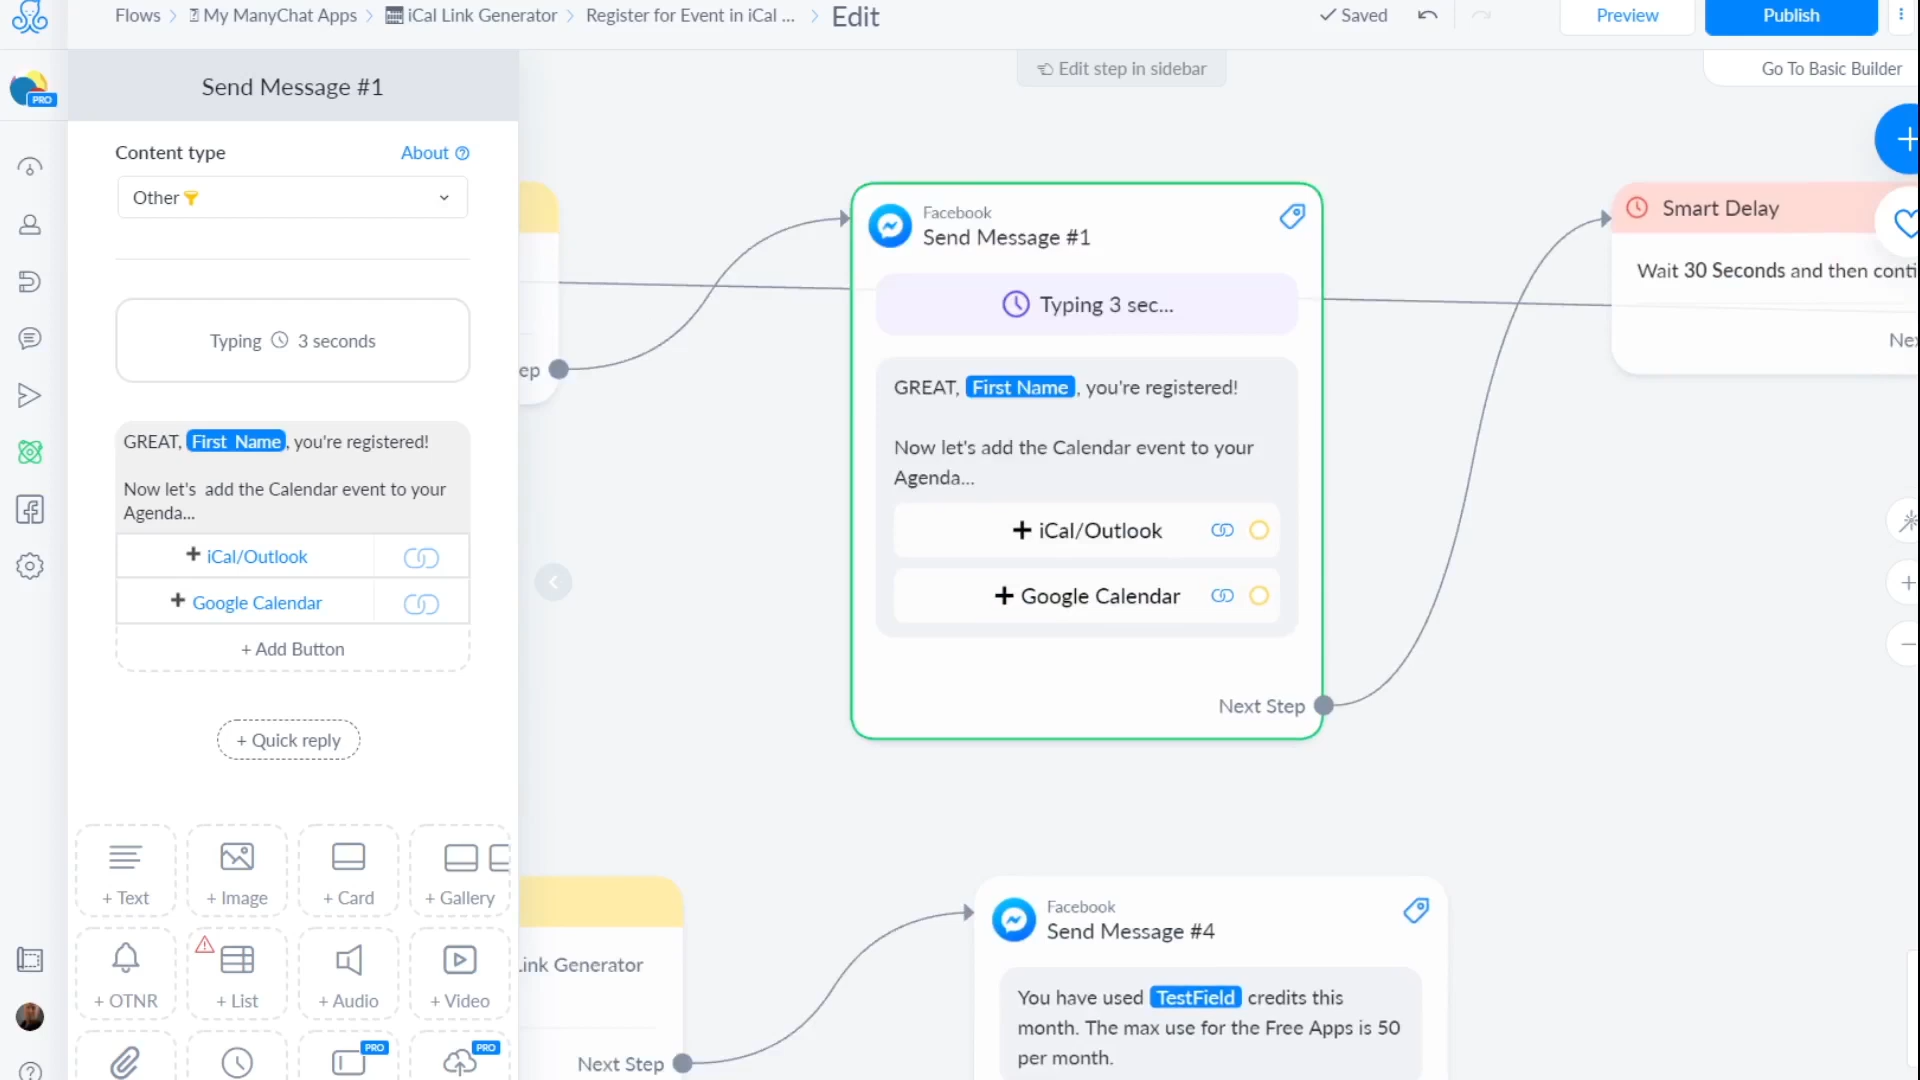 Flows
My ManyChat Apps
iCal Link Generator
Register for Event in iCal ...
Edit
Saved
Preview
Publish
PRO
Send Message #1
Content type
About
Other
Typing 3 seconds
GREAT, First Name, you're registered!
Now let's add the Calendar event to your
Agenda...
+ iCal/Outlook
+ Google Calendar
+ Add Button
+ Quick reply
+ Text
+ Image
+ Card
+ Gallery
+ OTNR
+ List
+ Audio
+ Video
PRO
PRO
Edit step in sidebar
Go To Basic Builder
ep
Facebook
Send Message #1
Typing 3 sec...
GREAT, First Name, you're registered!
Now let's add the Calendar event to your
Agenda...
+ iCal/Outlook
+ Google Calendar
Next Step
Smart Delay
Wait 30 Seconds and then conti
Nex
Link Generator
Next Step
Facebook
Send Message #4
You have used TestField credits this
month. The max use for the Free Apps is 50
per month.